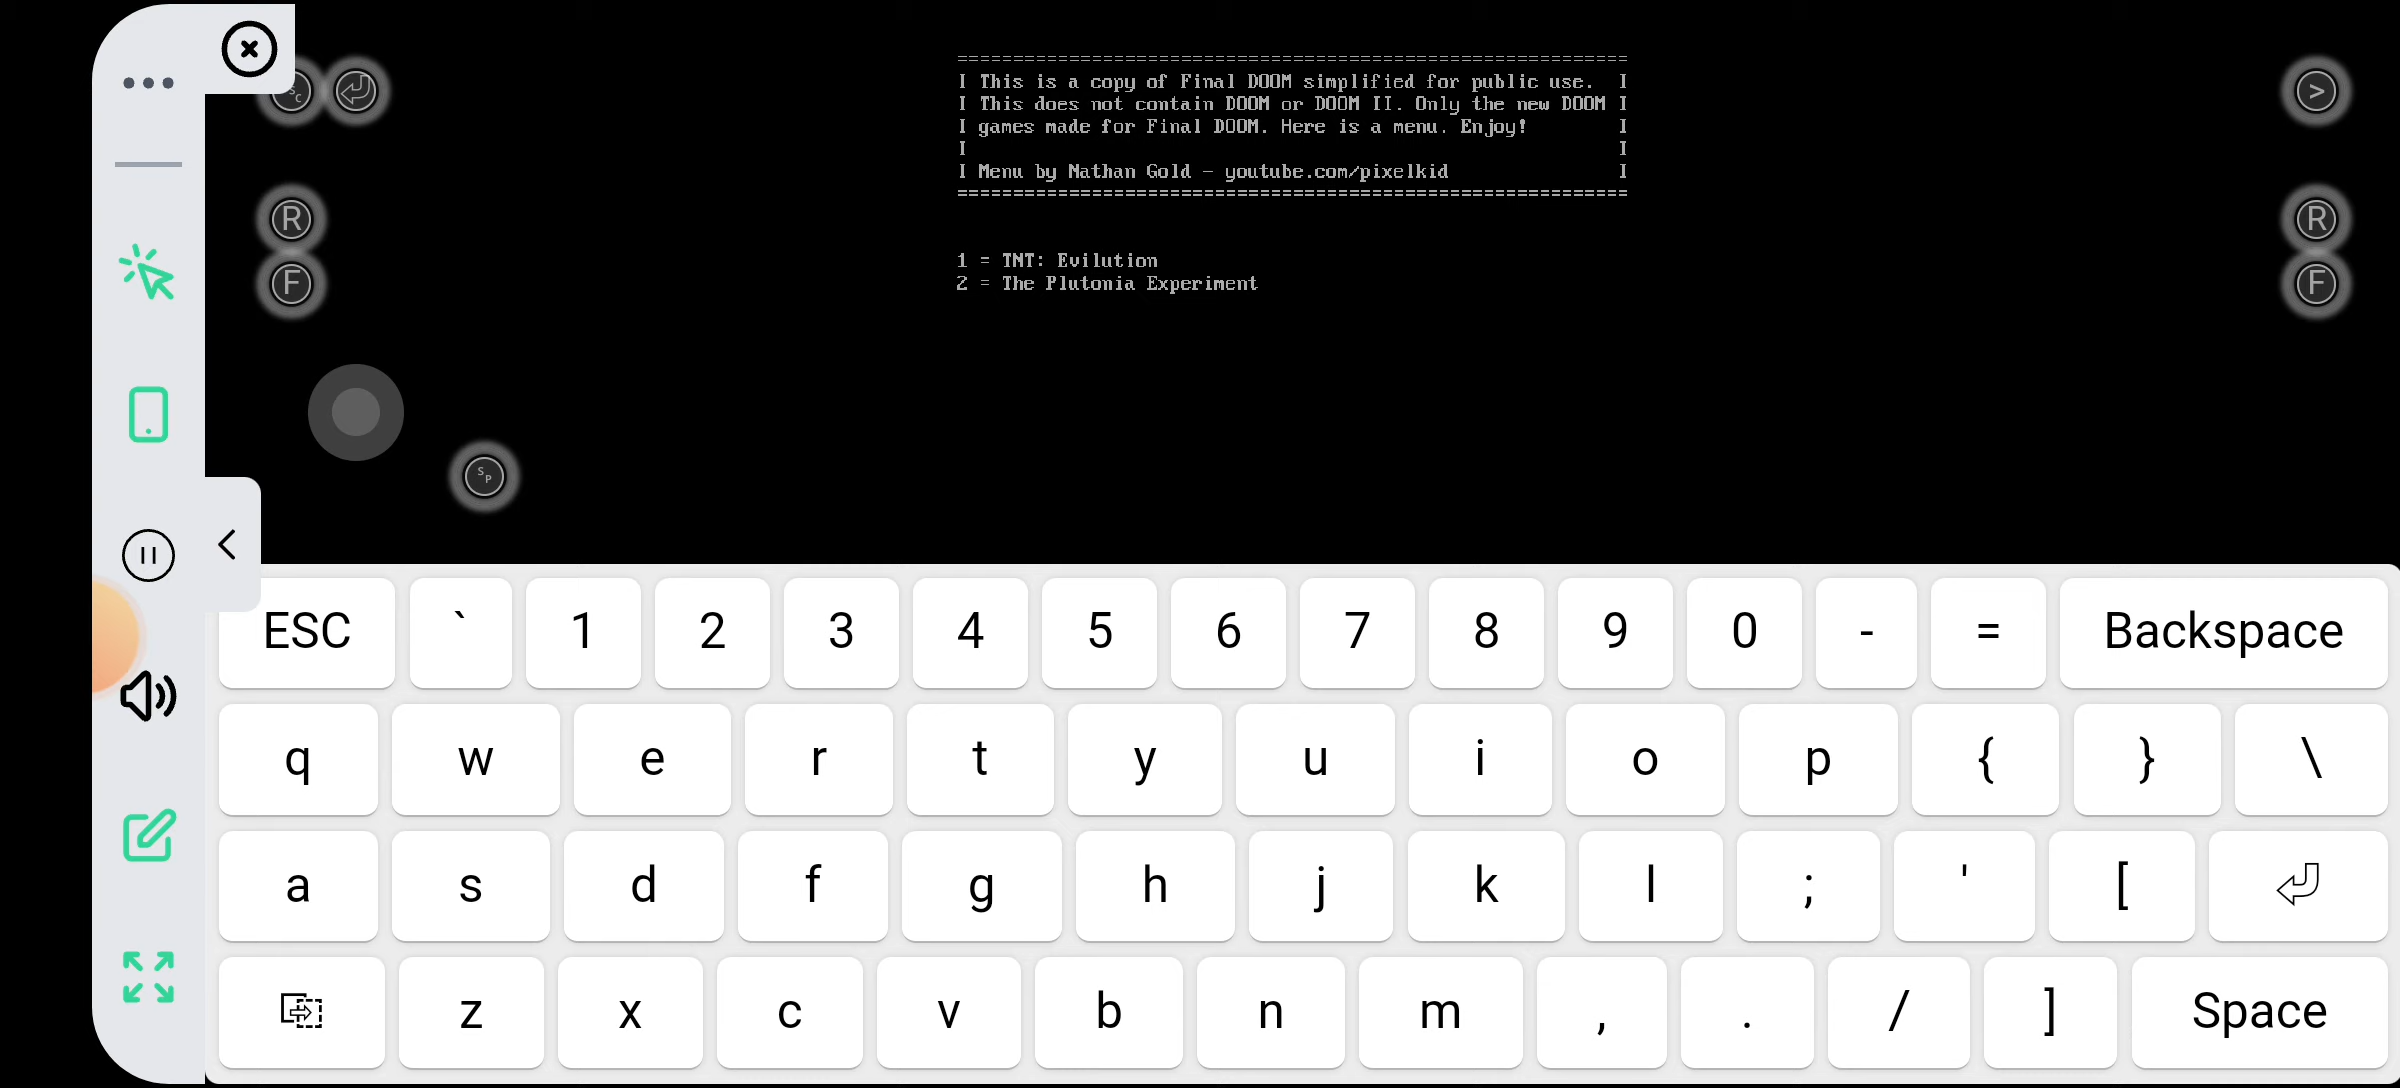 ===========================================================
I This is a copy of Final DOOM simplified for public use. I
I This does not contain DOOM or DOOM II. Only the new DOOM I
I games made for Final DOOM. Here is a menu. Enjoy! I
I I
I Menu by Nathan Gold - youtube.com/pixelkid I
===========================================================
1 = TNT: Evilution
2 = The Plutonia Experiment
S C
>
R R
F F
S P
ESC ` 1 2 3 4 5 6 7 8 9 0 - = Backspace
q w e r t y u i o p { } \
a s d f g h j k l ; ' [
z x c v b n m , . / ] Space